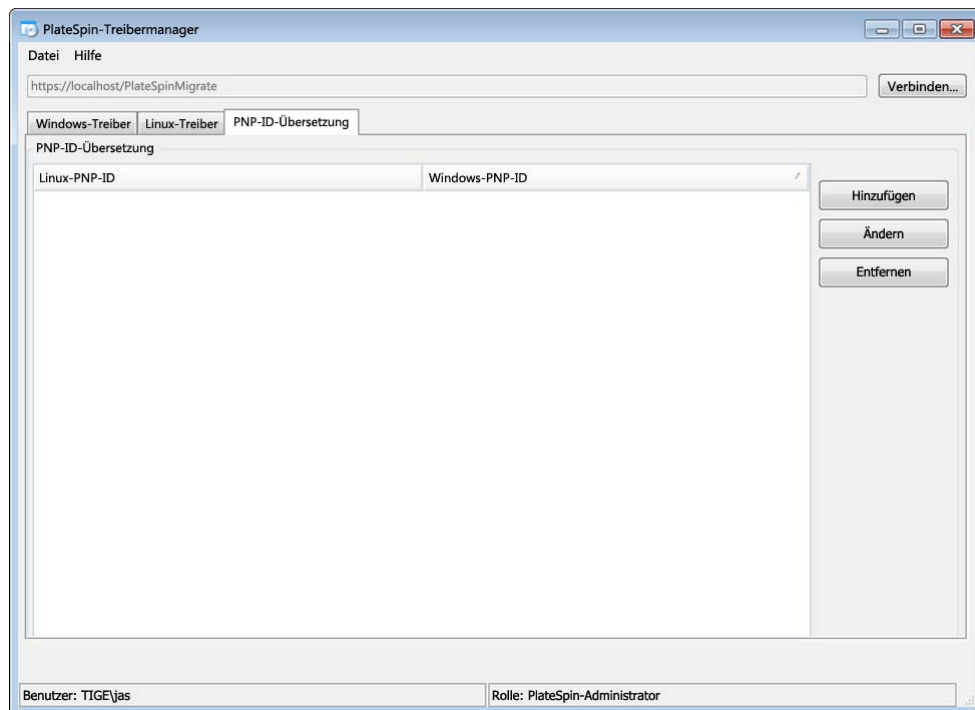 PlateSpin-Treibermanager
Datei Hilfe
https://localhost/PlateSpinMigrate
Verbinden...
Windows-Treiber Linux-Treiber PNP-ID-Übersetzung
PNP-ID-Übersetzung
Linux-PNP-ID Windows-PNP-ID
Hinzufügen
Ändern
Entfernen
Benutzer: TIGE\jas Rolle: PlateSpin-Administrator